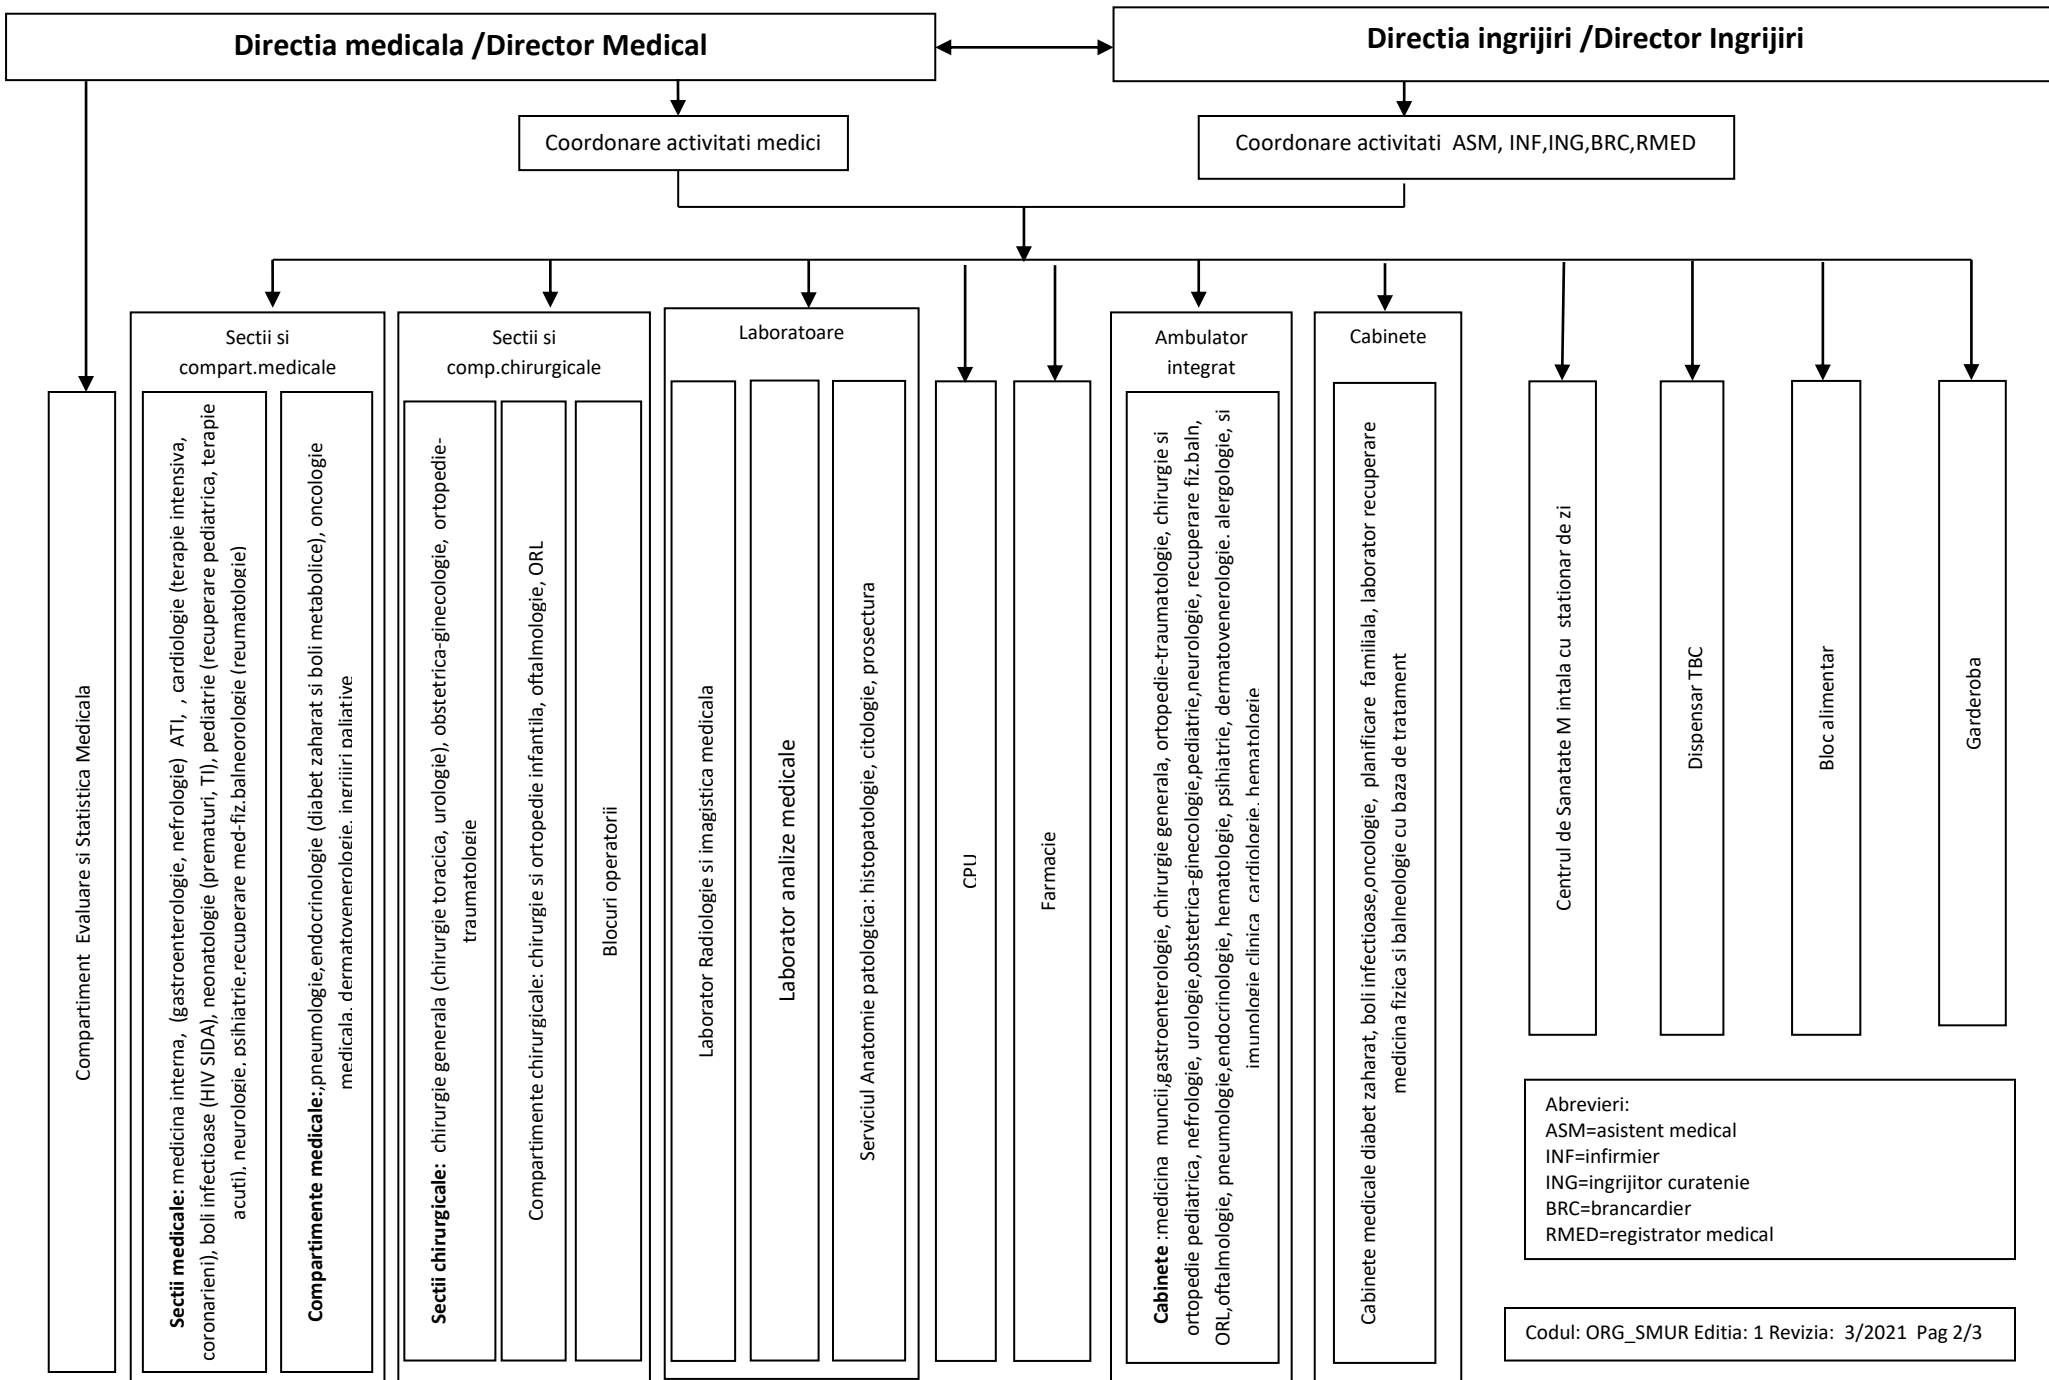 Directia medicala /Director Medical
Directia ingrijiri /Director Ingrijiri
Coordonare activitati medici
Coordonare activitati ASM, INF,ING,BRC,RMED
Compartiment Evaluare si Statistica Medicala
Sectii si
compart.medicale
Sectii medicale: medicina interna, (gastroenterologie, nefrologie) ATI, , cardiologie (terapie intensiva,
coronarieni), boli infectioase (HIV SIDA), neonatologie (prematuri, TI), pediatrie (recuperare pediatrica, terapie
acuti), neurologie, psihiatrie,recuperare med-fiz.balneorologie (reumatologie)
Compartimente medicale:,pneumologie,endocrinologie (diabet zaharat si boli metabolice), oncologie
medicala, dermatovenerologie, ingrijiri paliative
Sectii si
comp.chirurgicale
Sectii chirurgicale: chirurgie generala (chirurgie toracica, urologie), obstetrica-ginecologie, ortopedie-
traumatologie
Compartimente chirurgicale: chirurgie si ortopedie infantila, oftalmologie, ORL
Blocuri operatorii
Laboratoare
Laborator Radiologie si imagistica medicala
Laborator analize medicale
Serviciul Anatomie patologica: histopatologie, citologie, prosectura
CPU
Farmacie
Ambulator
integrat
Cabinete :medicina muncii,gastroenterologie, chirurgie generala, ortopedie-traumatologie, chirurgie si
ortopedie pediatrica, nefrologie, urologie,obstetrica-ginecologie,pediatrie,neurologie, recuperare fiz.baln,
ORL,oftalmologie, pneumologie,endocrinologie, hematologie, psihiatrie, dermatovenerologie. alergologie, si
imunologie clinica, cardiologie, hematologie
Cabinete
Cabinete medicale diabet zaharat, boli infectioase,oncologie, planificare familiala, laborator recuperare
medicina fizica si balneologie cu baza de tratament
Centrul de Sanatate M intala cu stationar de zi
Dispensar TBC
Bloc alimentar
Garderoba
Abrevieri:
ASM=asistent medical
INF=infirmier
ING=ingrijitor curatenie
BRC=brancardier
RMED=registrator medical
Codul: ORG_SMUR Editia: 1 Revizia: 3/2021 Pag 2/3